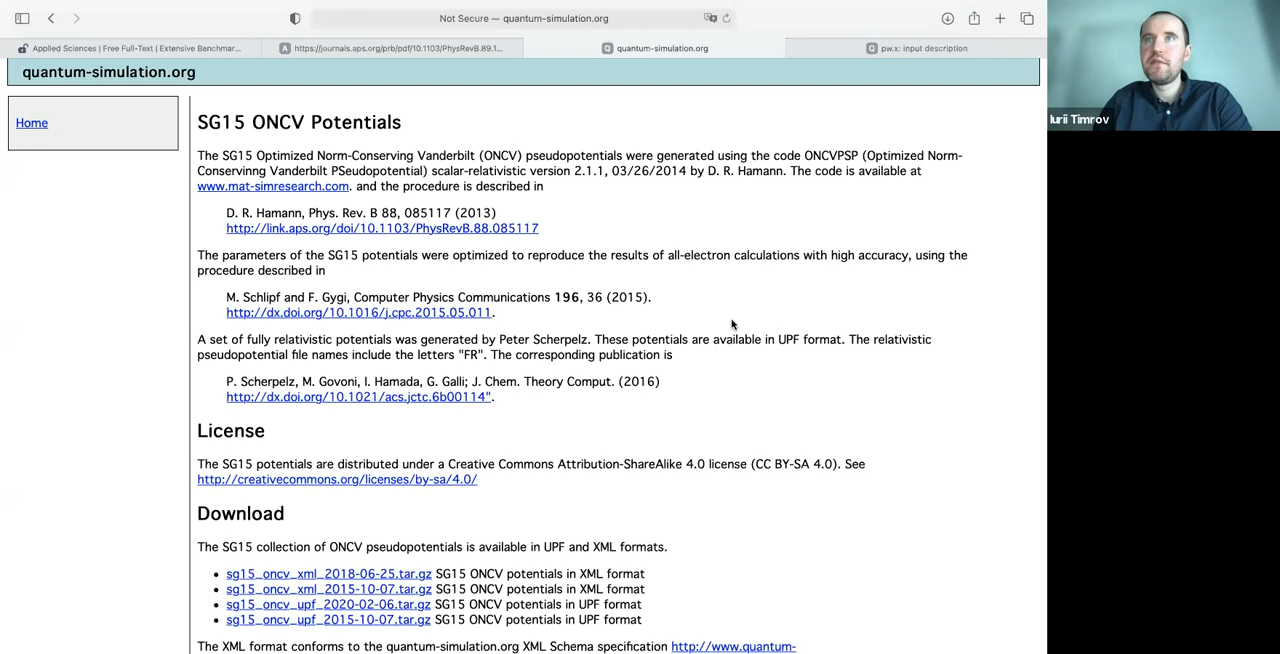 Not Secure — quantum-simulation.org
Applied Sciences | Free Full-Text | Extensive Benchmar...
https://journals.aps.org/prb/pdf/10.1103/PhysRevB.89.1...
quantum-simulation.org
pw.x: input description
quantum-simulation.org
Iurii Timrov
Home
SG15 ONCV Potentials
The SG15 Optimized Norm-Conserving Vanderbilt (ONCV) pseudopotentials were generated using the code ONCVPSP (Optimized Norm-
Conservinng Vanderbilt PSeudopotential) scalar-relativistic version 2.1.1, 03/26/2014 by D. R. Hamann. The code is available at
www.mat-simresearch.com. and the procedure is described in
D. R. Hamann, Phys. Rev. B 88, 085117 (2013)
http://link.aps.org/doi/10.1103/PhysRevB.88.085117
The parameters of the SG15 potentials were optimized to reproduce the results of all-electron calculations with high accuracy, using the
procedure described in
M. Schlipf and F. Gygi, Computer Physics Communications 196, 36 (2015).
http://dx.doi.org/10.1016/j.cpc.2015.05.011.
A set of fully relativistic potentials was generated by Peter Scherpelz. These potentials are available in UPF format. The relativistic
pseudopotential file names include the letters "FR". The corresponding publication is
P. Scherpelz, M. Govoni, I. Hamada, G. Galli; J. Chem. Theory Comput. (2016)
http://dx.doi.org/10.1021/acs.jctc.6b00114".
License
The SG15 potentials are distributed under a Creative Commons Attribution-ShareAlike 4.0 license (CC BY-SA 4.0). See
http://creativecommons.org/licenses/by-sa/4.0/
Download
The SG15 collection of ONCV pseudopotentials is available in UPF and XML formats.
• sg15_oncv_xml_2018-06-25.tar.gz SG15 ONCV potentials in XML format
• sg15_oncv_xml_2015-10-07.tar.gz SG15 ONCV potentials in XML format
• sg15_oncv_upf_2020-02-06.tar.gz SG15 ONCV potentials in UPF format
• sg15_oncv_upf_2015-10-07.tar.gz SG15 ONCV potentials in UPF format
The XML format conforms to the quantum-simulation.org XML Schema specification http://www.quantum-